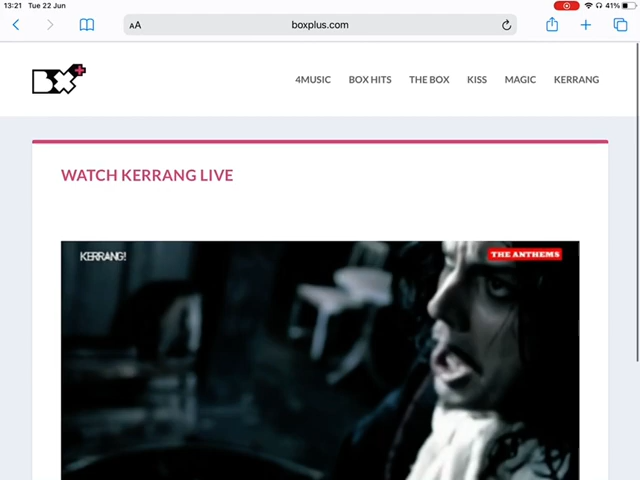 13:21 Tue 22 Jun 41%
AA boxplus.com
BX+ 4MUSIC BOX HITS THE BOX KISS MAGIC KERRANG
WATCH KERRANG LIVE
KERRANG! THE ANTHEMS